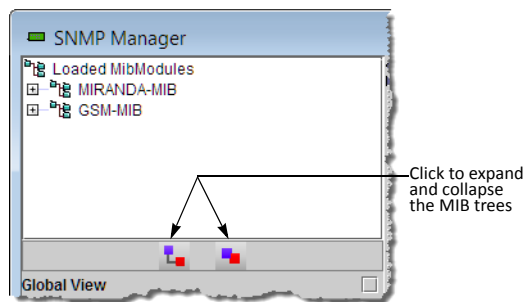 SNMP Manager
Loaded MibModules
MIRANDA-MIB
GSM-MIB
Click to expand
and collapse
the MIB trees
Global View